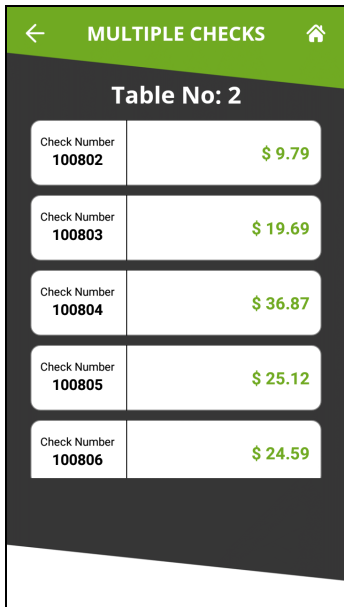 MULTIPLE CHECKS
Table No: 2
Check Number
100802
$ 9.79
Check Number
100803
$ 19.69
Check Number
100804
$ 36.87
Check Number
100805
$ 25.12
Check Number
100806
$ 24.59